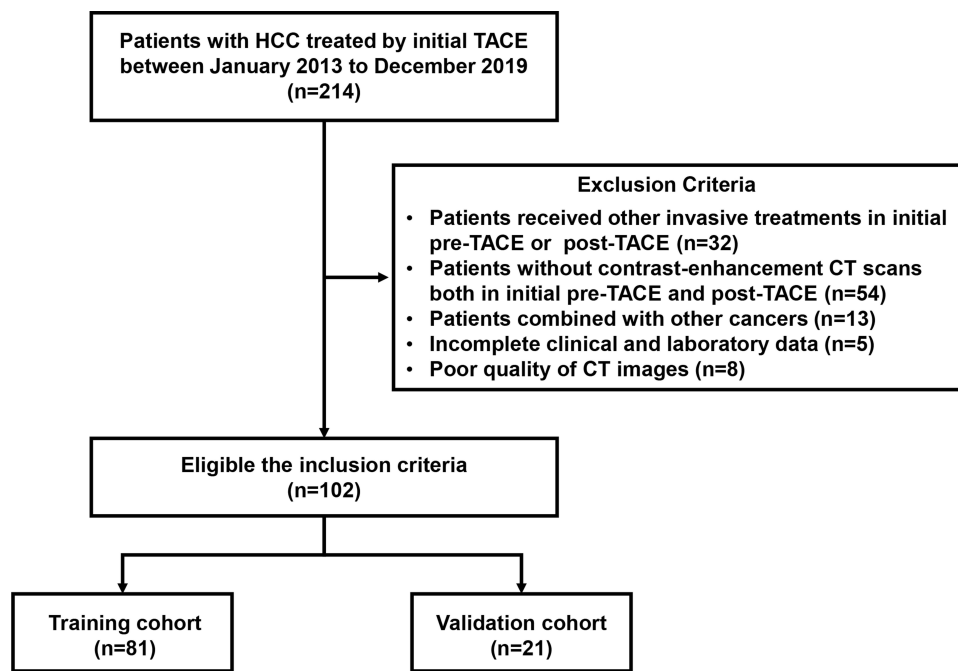 Patients with HCC treated by initial TACE
between January 2013 to December 2019
(n=214)
Exclusion Criteria
• Patients received other invasive treatments in initial
pre-TACE or post-TACE (n=32)
• Patients without contrast-enhancement CT scans
both in initial pre-TACE and post-TACE (n=54)
• Patients combined with other cancers (n=13)
• Incomplete clinical and laboratory data (n=5)
• Poor quality of CT images (n=8)
Eligible the inclusion criteria
(n=102)
Training cohort
(n=81)
Validation cohort
(n=21)